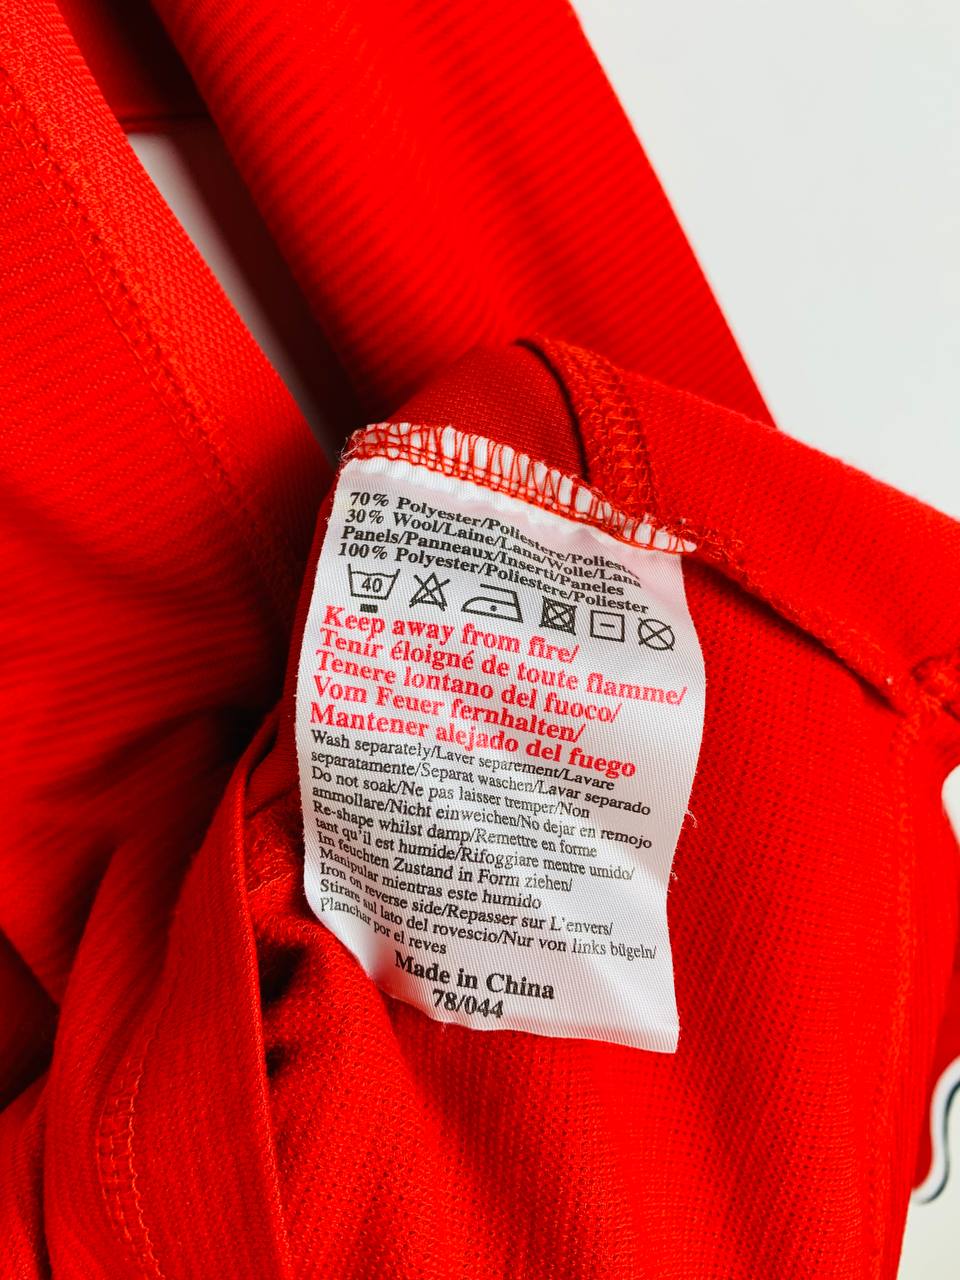 70% Polyester/Poliestere/Poliester
30% Wool/Laine/Lana/Wolle/Lana
Panels/Panneaux/Inserti/Paneles
100% Polyester/Poliestere/Poliester
40
Keep away from fire/
Tenir éloigné de toute flamme/
Tenere lontano del fuoco/
Vom Feuer fernhalten/
Mantener alejado del fuego
Wash separately/Laver separement/Lavare
separatamente/Separat waschen/Lavar separado
Do not soak/Ne pas laisser tremper/Non
ammollare/Nicht einweichen/No dejar en remojo
Re-shape whilst damp/Remettre en forme
tant qu'il est humide/Rifoggiare mentre umido/
Im feuchten Zustand in Form ziehen/
Manipular mientras este humido
Iron on reverse side/Repasser sur L'envers/
Stirare sul lato del rovescio/Nur von links bügeln/
Planchar por el reves
Made in China
78/044